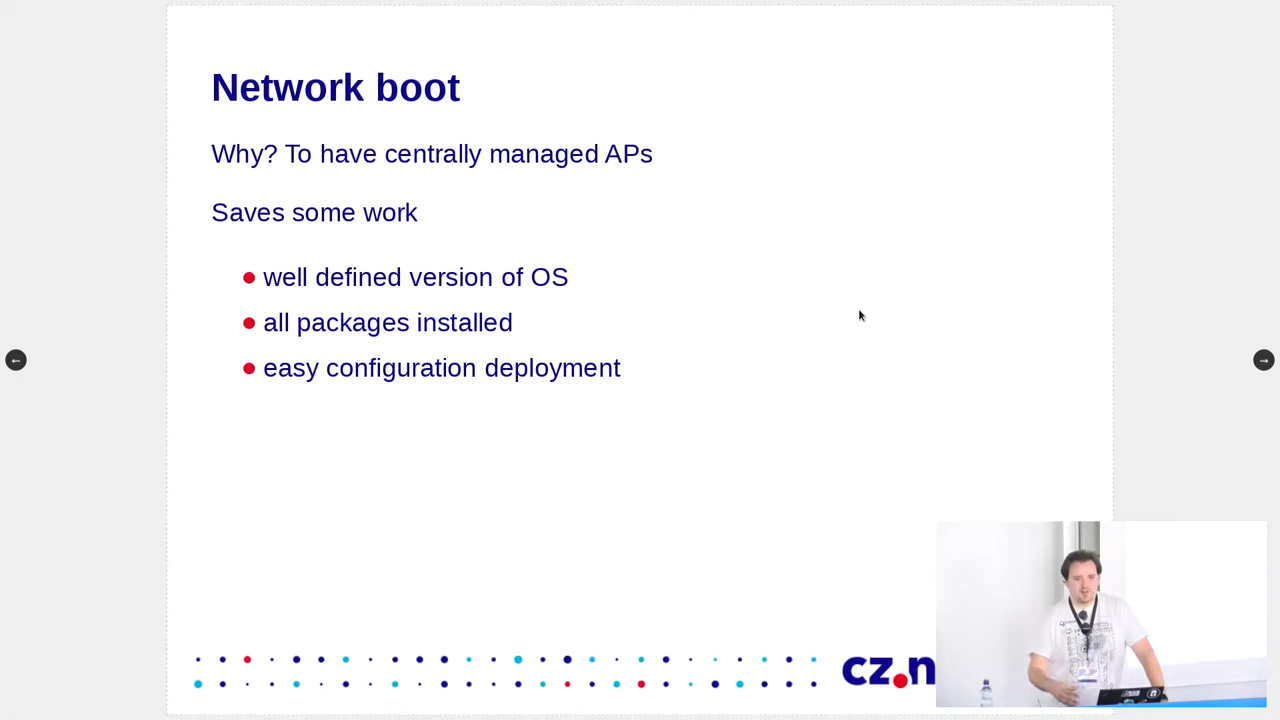 Network boot
Why? To have centrally managed APs
Saves some work
well defined version of OS
all packages installed
easy configuration deployment
cz.n